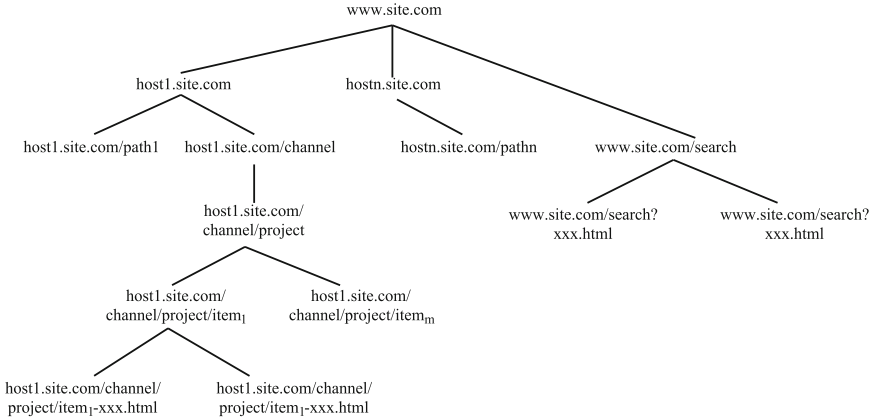 www.site.com
host1.site.com
hostn.site.com
host1.site.com/path1
host1.site.com/channel
hostn.site.com/pathn
www.site.com/search
host1.site.com/
channel/project
www.site.com/search?
xxx.html
www.site.com/search?
xxx.html
host1.site.com/
channel/project/item1
host1.site.com/
channel/project/itemm
host1.site.com/channel/
project/item1-xxx.html
host1.site.com/channel/
project/item1-xxx.html